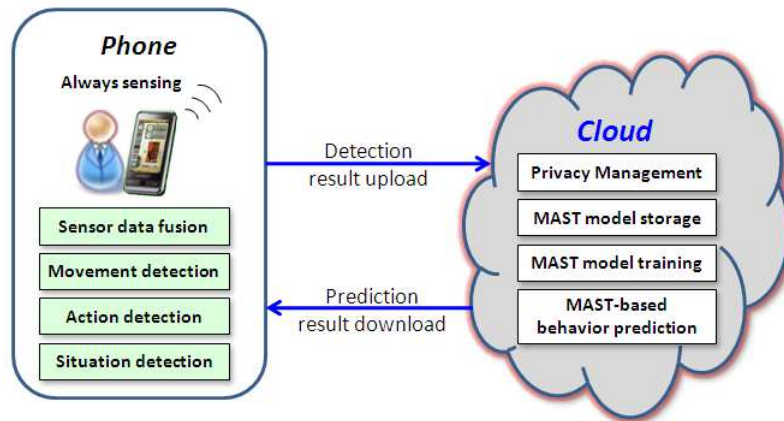 Phone
Always sensing
Sensor data fusion
Movement detection
Action detection
Situation detection
Detection
result upload
Prediction
result download
Cloud
Privacy Management
MAST model storage
MAST model training
MAST-based
behavior prediction